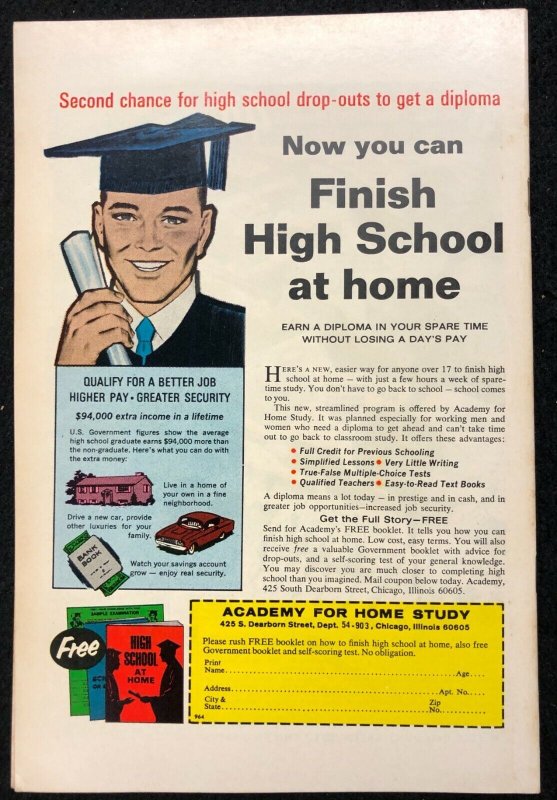 Second chance for high school drop-outs to get a diploma
Now you can
Finish
High School
at home
EARN A DIPLOMA IN YOUR SPARE TIME
WITHOUT LOSING A DAY'S PAY
QUALIFY FOR A BETTER JOB
HIGHER PAY • GREATER SECURITY
$94,000 extra income in a lifetime
U.S. Government figures show the average
high school graduate earns $94,000 more than
the non-graduate. Here's what you can do with
the extra money:
Live in a home of
your own in a fine
neighborhood.
Drive a new car, provide
other luxuries for your
family.
BANK
BOOK
Watch your savings account
grow — enjoy real security.
HERE'S A NEW, easier way for anyone over 17 to finish high
school at home — with just a few hours a week of spare-
time study. You don't have to go back to school — school comes
to you.
This new, streamlined program is offered by Academy for
Home Study. It was planned especially for working men and
women who need a diploma to get ahead and can't take time
out to go back to classroom study. It offers these advantages:
• Full Credit for Previous Schooling
• Simplified Lessons • Very Little Writing
• True-False Multiple-Choice Tests
• Qualified Teachers • Easy-to-Read Text Books
A diploma means a lot today — in prestige and in cash, and in
greater job opportunities—increased job security.
Get the Full Story—FREE
Send for Academy's FREE booklet. It tells you how you can
finish high school at home. Low cost, easy terms. You will also
receive free a valuable Government booklet with advice for
drop-outs, and a self-scoring test of your general knowledge.
You may discover you are much closer to completing high
school than you imagined. Mail coupon below today. Academy,
425 South Dearborn Street, Chicago, Illinois 60605.
Free
SAMPLE EXAMINATION
HIGH
SCHOOL
AT
HOME
ACADEMY FOR HOME STUDY
425 S. Dearborn Street, Dept. 54-903, Chicago, Illinois 60605
Please rush FREE booklet on how to finish high school at home, also free
Government booklet and self-scoring test. No obligation.
Print
Name........Age....
Address........Apt. No.....
City &
State........
Zip
No........
964